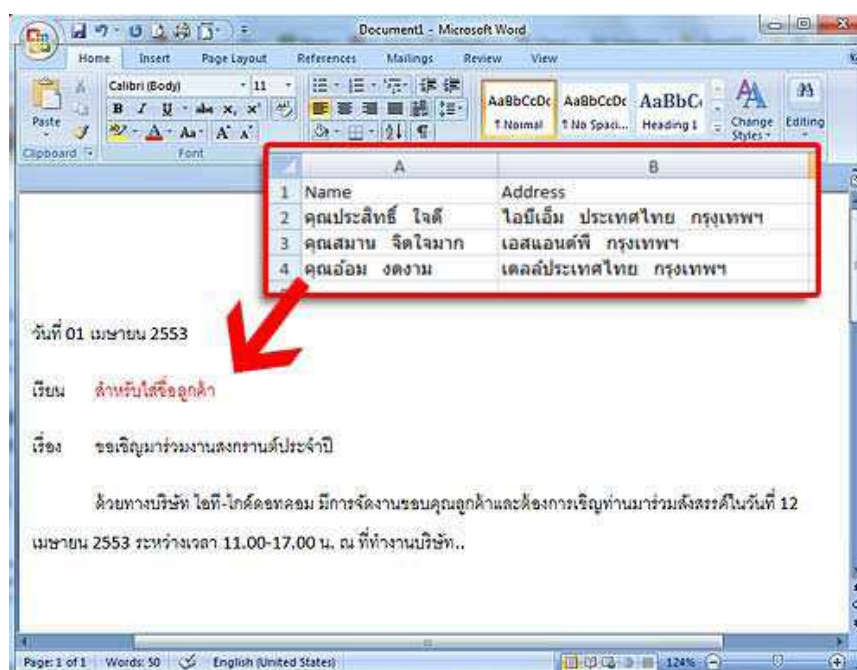 Document1 - Microsoft Word
Home Insert Page Layout References Mailings Review View
Calibri (Body) 11
Paste
B I U abe x, x'
Aa A A
AaBbCcDc AaBbCcDc AaBbC
¶ Normal ¶ No Spaci... Heading 1
Change Styles
Editing
Clipboard Font
A B
1 Name Address
2 คุณประสิทธิ์ ใจดี ไอบีเอ็ม ประเทศไทย กรุงเทพฯ
3 คุณสมาน จิตใจมาก เอสแอนด์พี กรุงเทพฯ
4 คุณอ้อม งดงาม เดลล์ประเทศไทย กรุงเทพฯ
วันที่ 01 เมษายน 2553
เรียน สำหรับใส่ชื่อลูกค้า
เรื่อง ขอเชิญมาร่วมงานสงกรานต์ประจำปี
ด้วยทางบริษัท ไอที-ไกด์ดอทคอม มีการจัดงานขอบคุณลูกค้าและต้องการเชิญท่านมาร่วมสังสรรค์ในวันที่ 12
เมษายน 2553 ระหว่างเวลา 11.00-17.00 น. ณ ที่ทำงานบริษัท..
Page: 1 of 1 Words: 50 English (United States) 124%